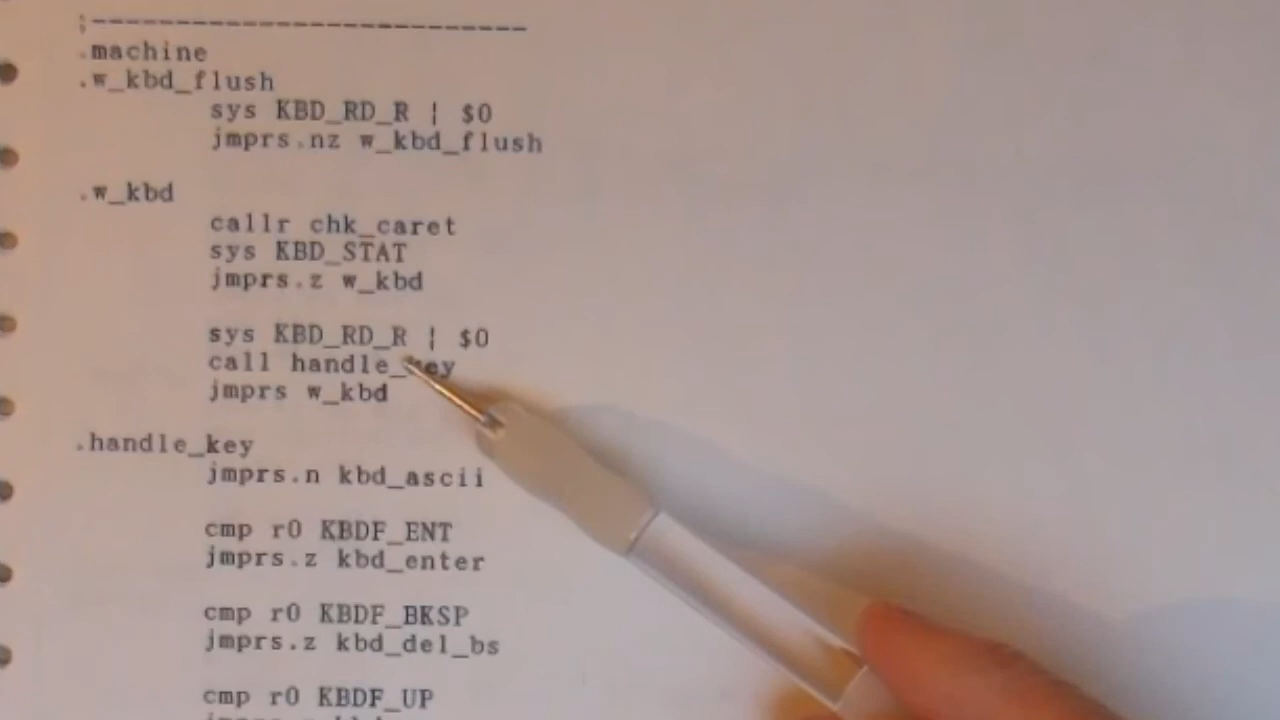 ;---------------------------
.machine
.w_kbd_flush
sys KBD_RD_R | $0
jmprs.nz w_kbd_flush
.w_kbd
callr chk_caret
sys KBD_STAT
jmprs.z w_kbd
sys KBD_RD_R | $0
call handle_key
jmprs w_kbd
.handle_key
jmprs.n kbd_ascii
cmp r0 KBDF_ENT
jmprs.z kbd_enter
cmp r0 KBDF_BKSP
jmprs.z kbd_del_bs
cmp r0 KBDF_UP